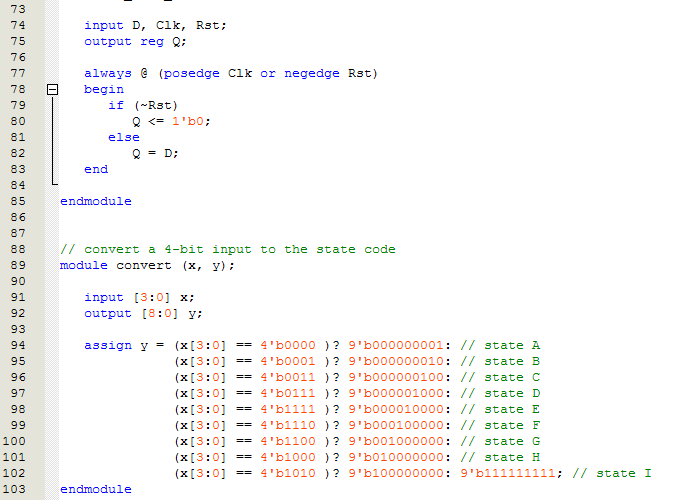 73
74 input D, Clk, Rst;
75 output reg Q;
76
77 always @ (posedge Clk or negedge Rst)
78 begin
79 if (~Rst)
80 Q <= 1'b0;
81 else
82 Q = D;
83 end
84
85 endmodule
86
87
88 // convert a 4-bit input to the state code
89 module convert (x, y);
90
91 input [3:0] x;
92 output [8:0] y;
93
94 assign y = (x[3:0] == 4'b0000 )? 9'b000000001: // state A
95 (x[3:0] == 4'b0001 )? 9'b000000010: // state B
96 (x[3:0] == 4'b0011 )? 9'b000000100: // state C
97 (x[3:0] == 4'b0111 )? 9'b000001000: // state D
98 (x[3:0] == 4'b1111 )? 9'b000010000: // state E
99 (x[3:0] == 4'b1110 )? 9'b000100000: // state F
100 (x[3:0] == 4'b1100 )? 9'b001000000: // state G
101 (x[3:0] == 4'b1000 )? 9'b010000000: // state H
102 (x[3:0] == 4'b1010 )? 9'b100000000: 9'b111111111; // state I
103 endmodule